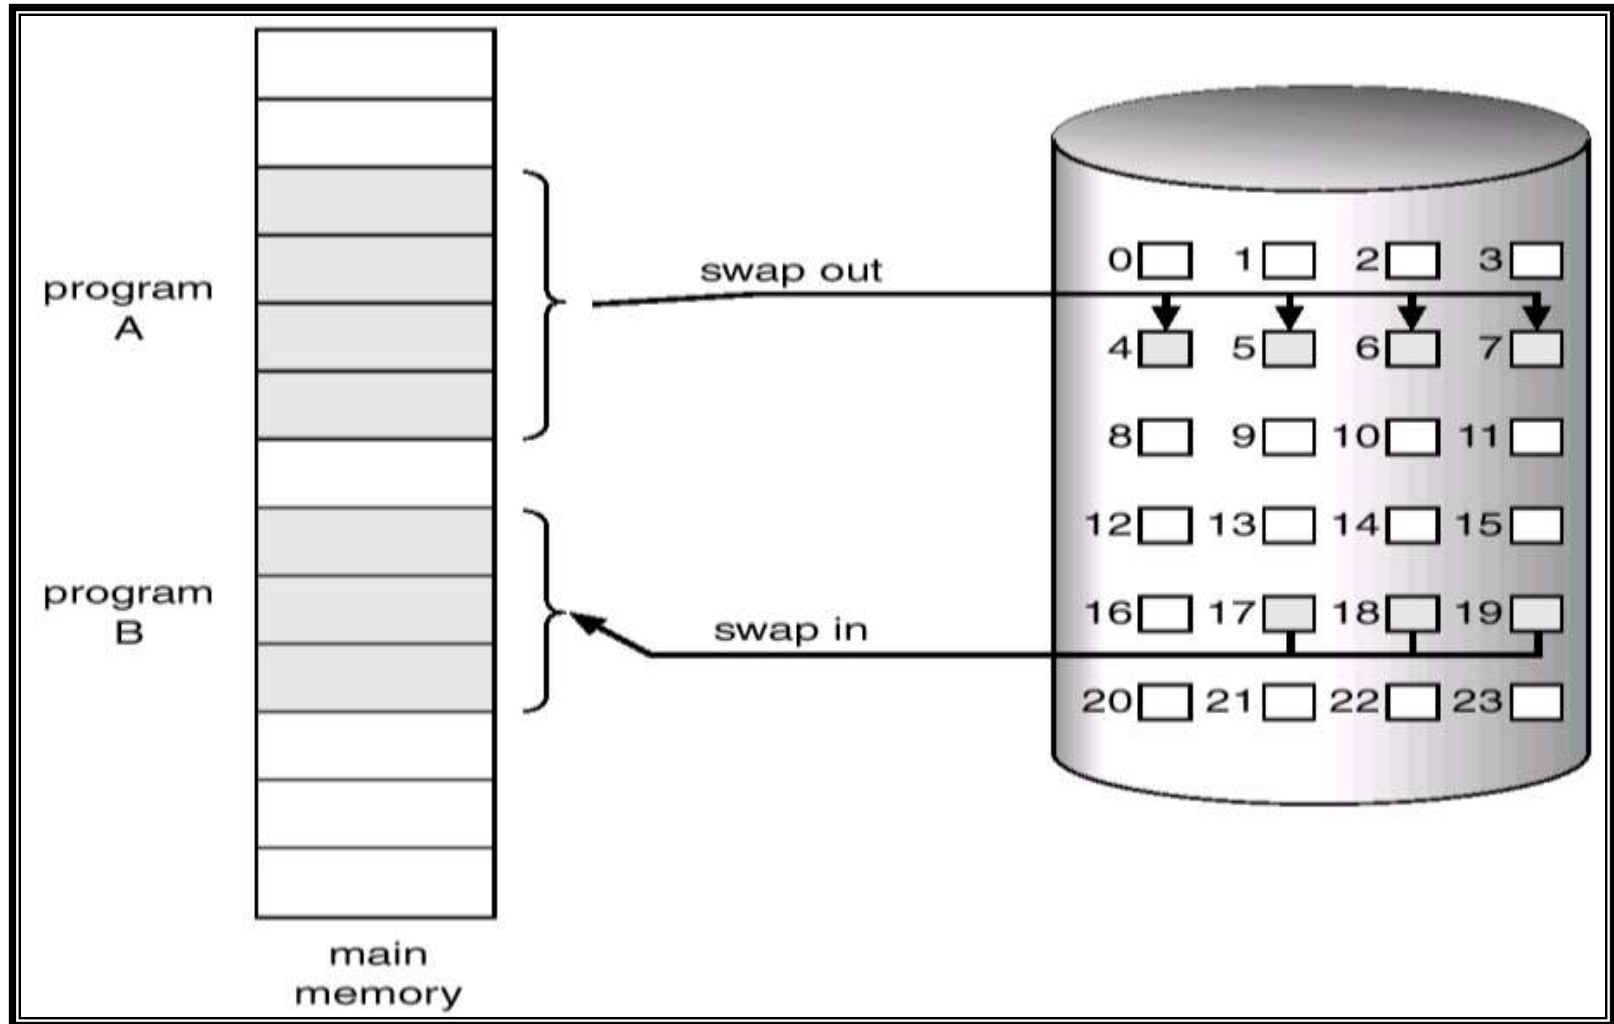 program
A
swap out
program
B
swap in
main
memory
0 1 2 3
4 5 6 7
8 9 10 11
12 13 14 15
16 17 18 19
20 21 22 23